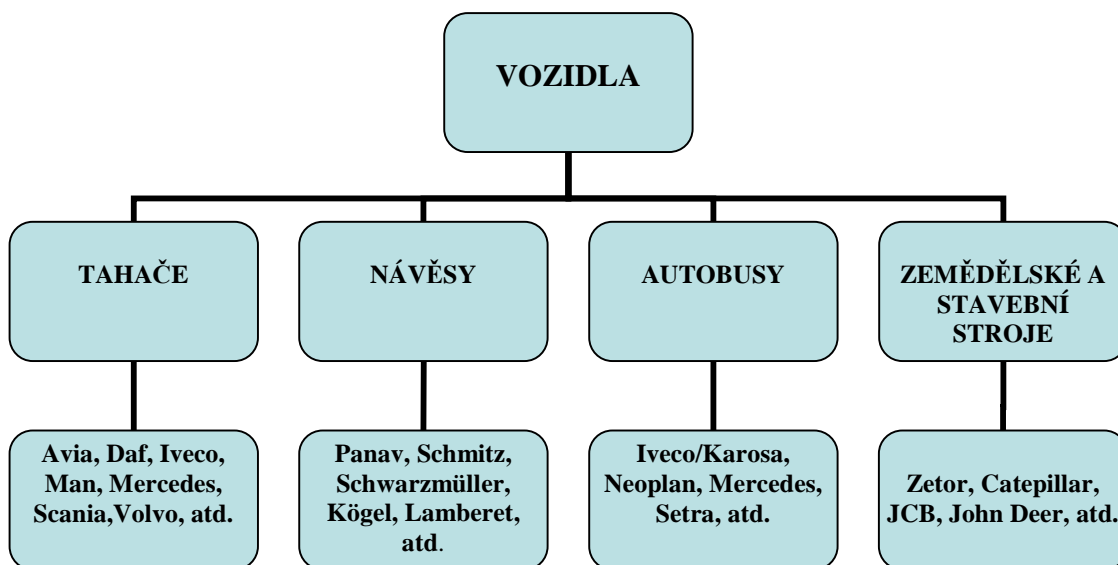 VOZIDLA
TAHAČE
NÁVĚSY
AUTOBUSY
ZEMĚDĚLSKÉ A
STAVEBNÍ
STROJE
Avia, Daf, Iveco,
Man, Mercedes,
Scania,Volvo, atd.
Panav, Schmitz,
Schwarzmüller,
Kögel, Lamberet,
atd.
Iveco/Karosa,
Neoplan, Mercedes,
Setra, atd.
Zetor, Catepillar,
JCB, John Deer, atd.